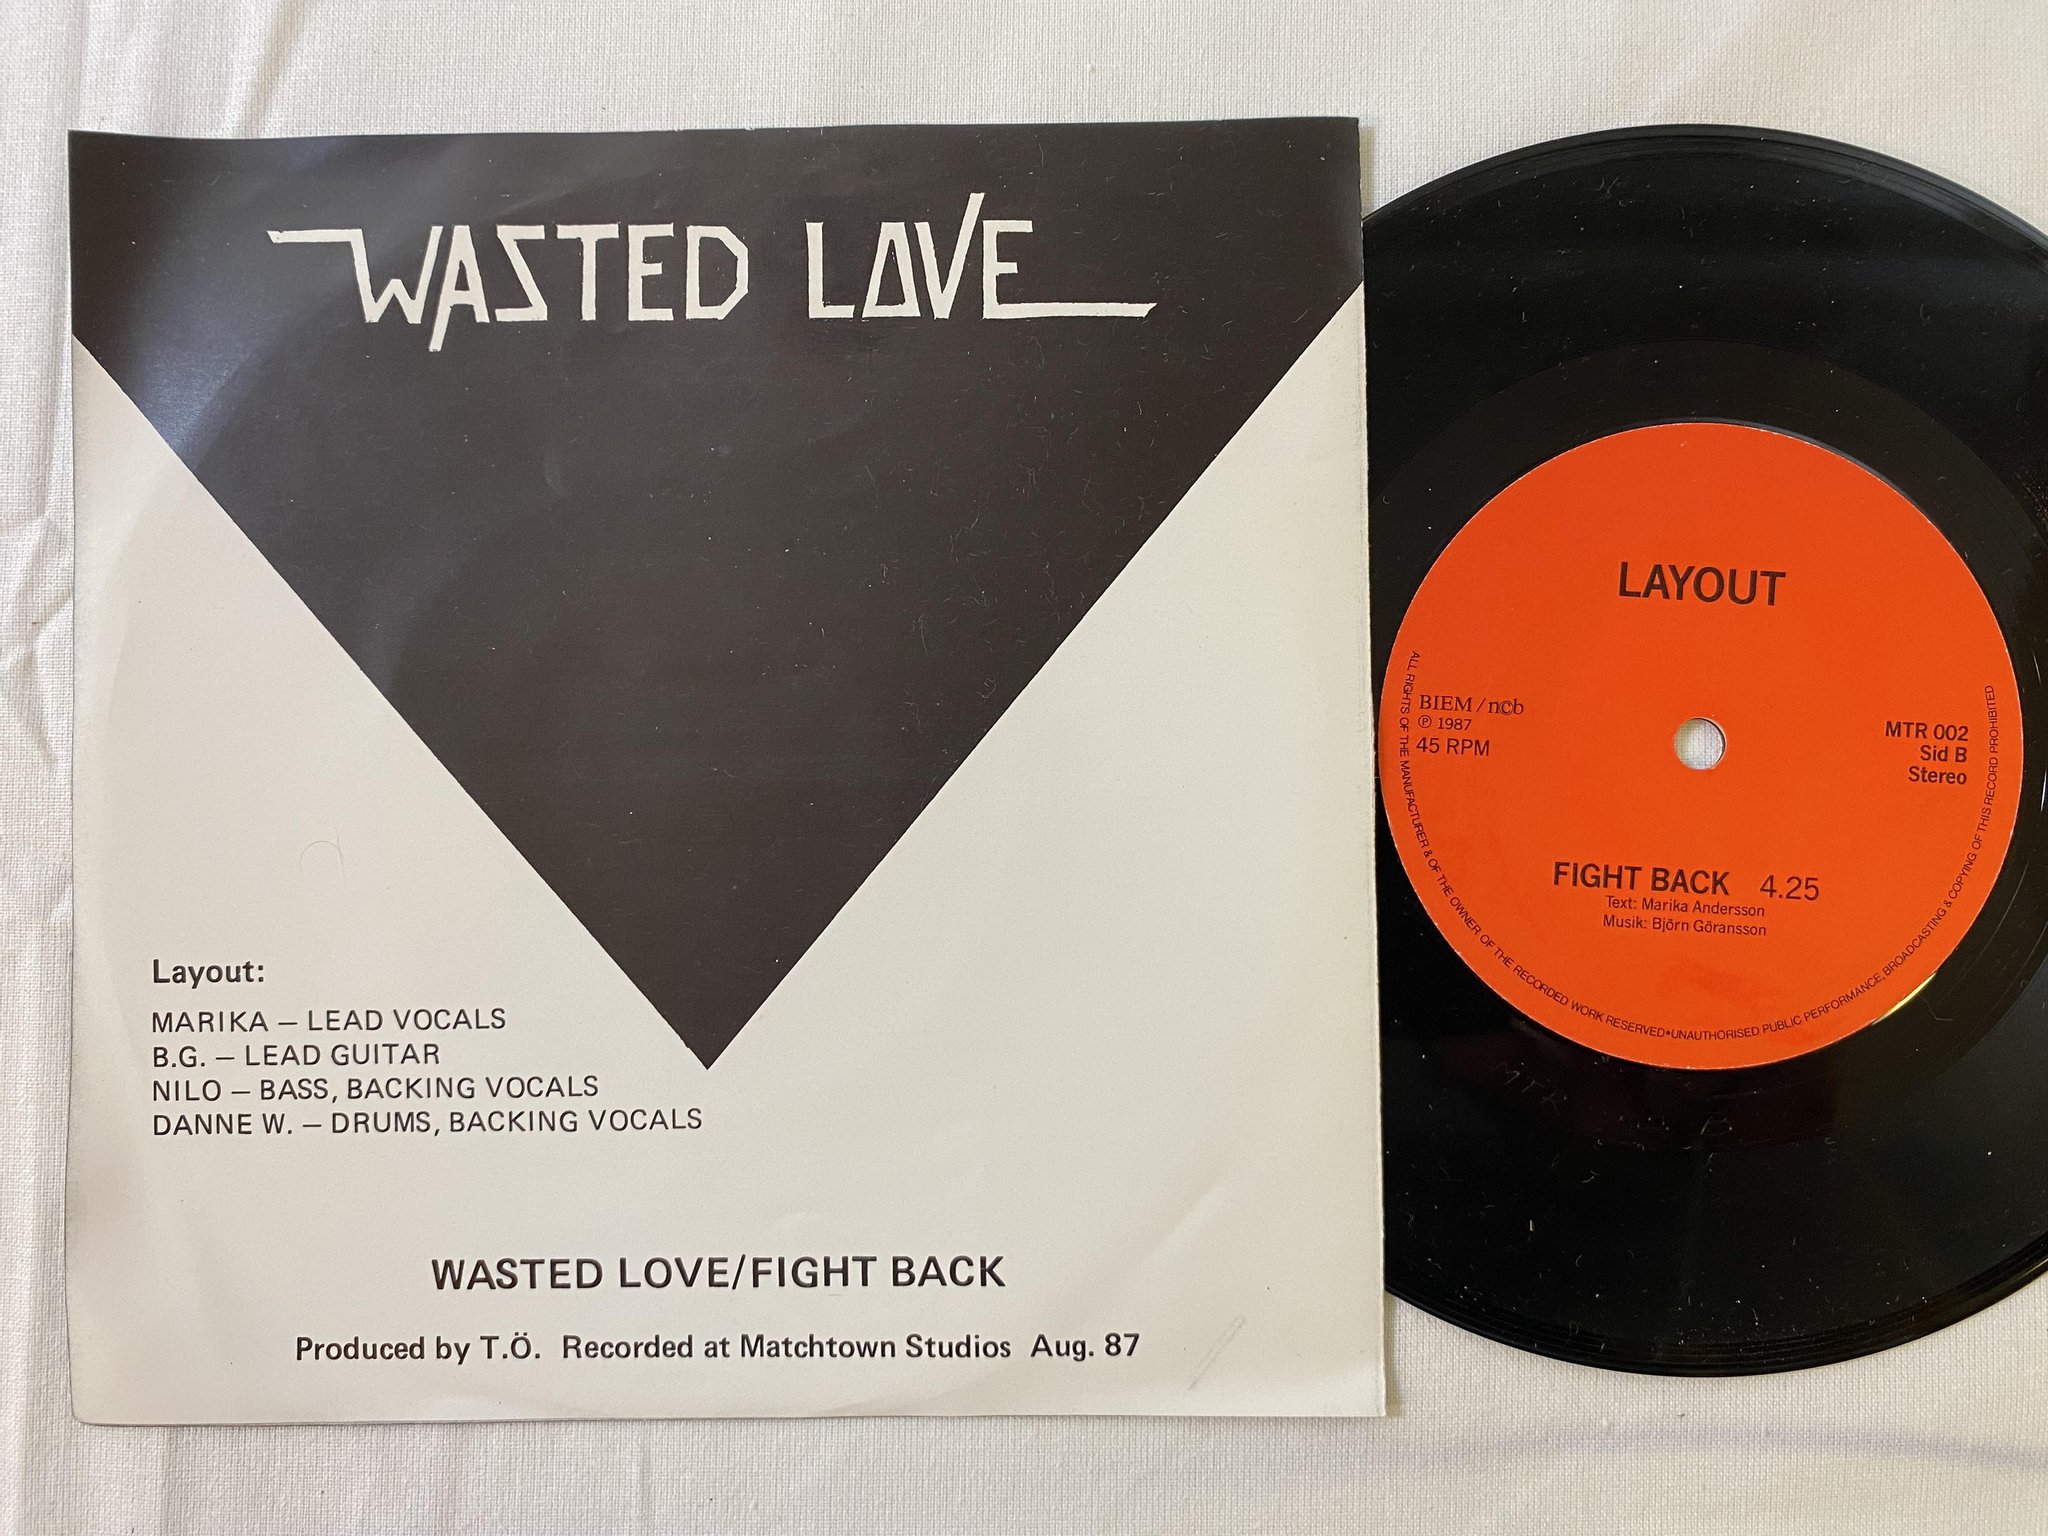 WASTED LOVE
Layout:
MARIKA – LEAD VOCALS
B.G. – LEAD GUITAR
NILO – BASS, BACKING VOCALS
DANNE W. – DRUMS, BACKING VOCALS
WASTED LOVE/FIGHT BACK
Produced by T.Ö. Recorded at Matchtown Studios Aug. 87
LAYOUT
BIEM/n©b
℗ 1987
45 RPM
MTR 002
Sid B
Stereo
FIGHT BACK 4.25
Text: Marika Andersson
Musik: Björn Göransson
ALL RIGHTS OF THE MANUFACTURER & OF THE OWNER OF THE RECORDED WORK RESERVED•UNAUTHORISED PUBLIC PERFORMANCE, BROADCASTING & COPYING OF THIS RECORD PROHIBITED
MTR